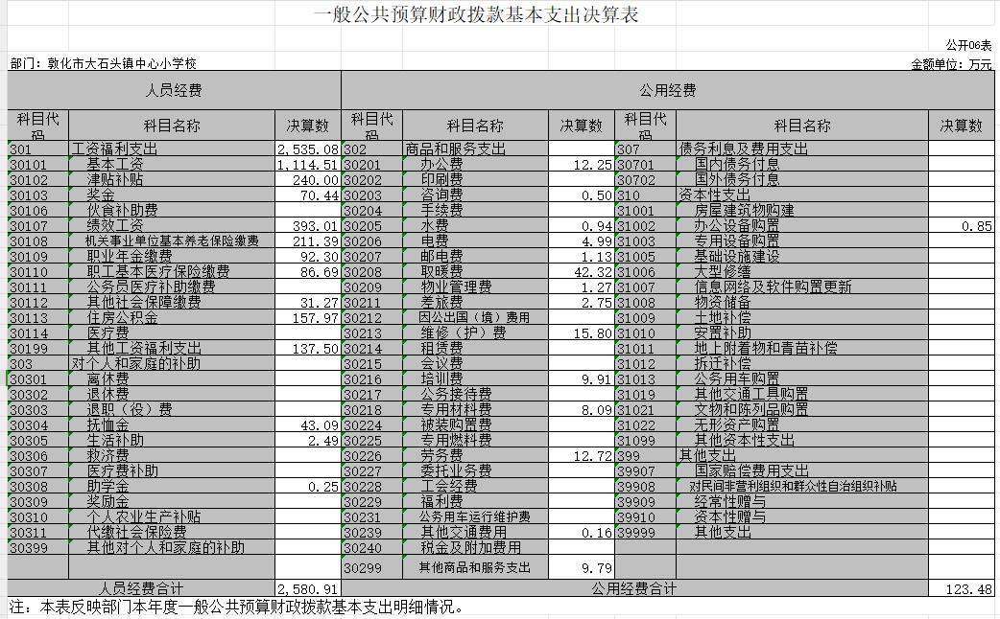 一般公共预算财政拨款基本支出决算表
公开06表
部门：敦化市大石头镇中心小学校 金额单位：万元
人员经费 公用经费
科目代码 科目名称 决算数 科目代码 科目名称 决算数 科目代码 科目名称 决算数
301 工资福利支出 2,535.08 302 商品和服务支出 307 债务利息及费用支出
30101 基本工资 1,114.51 30201 办公费 12.25 30701 国内债务付息
30102 津贴补贴 240.00 30202 印刷费 30702 国外债务付息
30103 奖金 70.44 30203 咨询费 0.50 310 资本性支出
30106 伙食补助费 30204 手续费 31001 房屋建筑物购建
30107 绩效工资 393.01 30205 水费 0.94 31002 办公设备购置 0.85
30108 机关事业单位基本养老保险缴费 211.39 30206 电费 4.99 31003 专用设备购置
30109 职业年金缴费 92.30 30207 邮电费 1.13 31005 基础设施建设
30110 职工基本医疗保险缴费 86.69 30208 取暖费 42.32 31006 大型修缮
30111 公务员医疗补助缴费 30209 物业管理费 1.27 31007 信息网络及软件购置更新
30112 其他社会保障缴费 31.27 30211 差旅费 2.75 31008 物资储备
30113 住房公积金 157.97 30212 因公出国（境）费用 31009 土地补偿
30114 医疗费 30213 维修（护）费 15.80 31010 安置补助
30199 其他工资福利支出 137.50 30214 租赁费 31011 地上附着物和青苗补偿
303 对个人和家庭的补助 30215 会议费 31012 拆迁补偿
30301 离休费 30216 培训费 9.91 31013 公务用车购置
30302 退休费 30217 公务接待费 31019 其他交通工具购置
30303 退职（役）费 30218 专用材料费 8.09 31021 文物和陈列品购置
30304 抚恤金 43.09 30224 被装购置费 31022 无形资产购置
30305 生活补助 2.49 30225 专用燃料费 31099 其他资本性支出
30306 救济费 30226 劳务费 12.72 399 其他支出
30307 医疗费补助 30227 委托业务费 39907 国家赔偿费用支出
30308 助学金 0.25 30228 工会经费 39908 对民间非营利组织和群众性自治组织补贴
30309 奖励金 30229 福利费 39909 经常性赠与
30310 个人农业生产补贴 30231 公务用车运行维护费 39910 资本性赠与
30311 代缴社会保险费 30239 其他交通费用 0.16 39999 其他支出
30399 其他对个人和家庭的补助 30240 税金及附加费用
30299 其他商品和服务支出 9.79
人员经费合计 2,580.91 公用经费合计 123.48
注：本表反映部门本年度一般公共预算财政拨款基本支出明细情况。